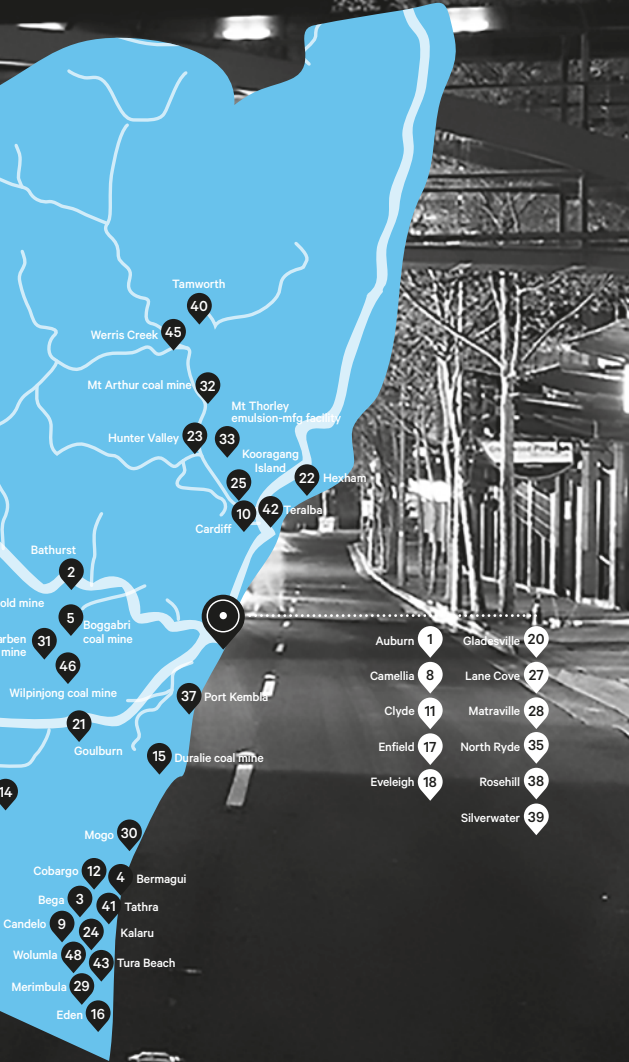 Tamworth
40
Werris Creek 45
Mt Arthur coal mine 32
Mt Thorley
emulsion-mfg facility
Hunter Valley 23
33
Kooragang
Island
25
22 Hexham
10
42 Teralba
Cardiff
Bathurst
2
old mine
5
Boggabri
coal mine
arben
mine
31
46
Wilpinjong coal mine
37 Port Kembla
21
Goulburn
15 Duralie coal mine
14
Auburn 1
Gladesville 20
Camellia 8
Lane Cove 27
Clyde 11
Matraville 28
Enfield 17
North Ryde 35
Eveleigh 18
Rosehill 38
Silverwater 39
Mogo 30
Cobargo 12
4 Bermagui
Bega 3
41 Tathra
Candelo 9
24 Kalaru
Wolumla 48
43 Tura Beach
Merimbula 29
Eden 16